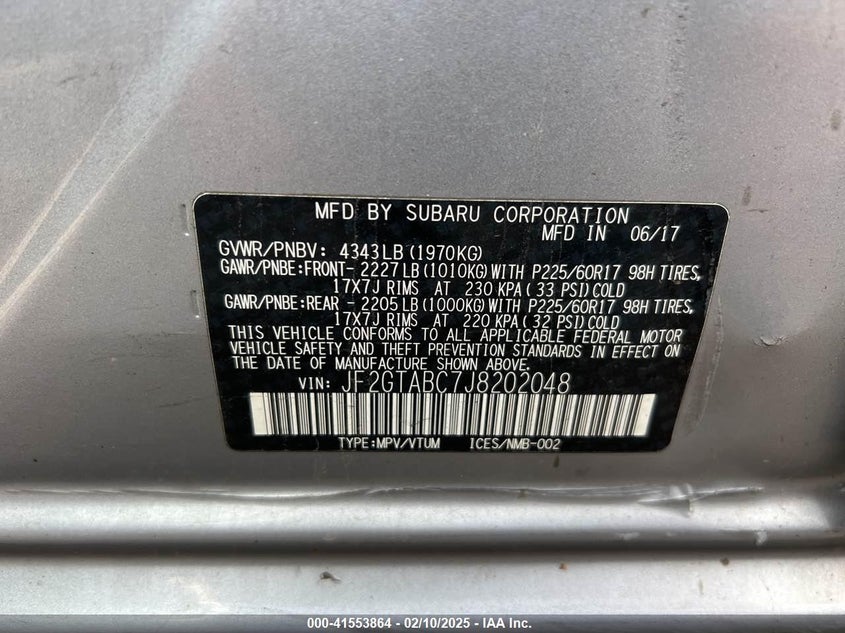 MFD BY SUBARU CORPORATION
MFD IN 06/17
GVWR/PNBV: 4343LB (1970KG)
GAWR/PNBE:FRONT- 2227LB (1010KG) WITH P225/60R17 98H TIRES,
17X7J RIMS AT 230 KPA (33 PSI) COLD
GAWR/PNBE:REAR - 2205LB (1000KG) WITH P225/60R17 98H TIRES,
17X7J RIMS AT 220 KPA (32 PSI) COLD
THIS VEHICLE CONFORMS TO ALL APPLICABLE FEDERAL MOTOR
VEHICLE SAFETY AND THEFT PREVENTION STANDARDS IN EFFECT ON
THE DATE OF MANUFACTURE SHOWN ABOVE.
VIN: JF2GTABC7J8202048
TYPE:MPV/VTUM ICES/NMB-002
000-41553864 - 02/10/2025 - IAA Inc.